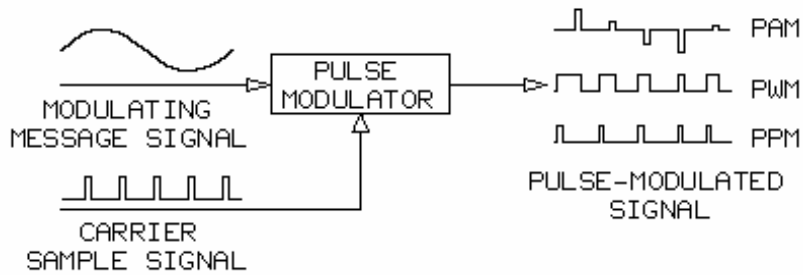 MODULATING
MESSAGE SIGNAL
PULSE
MODULATOR
CARRIER
SAMPLE SIGNAL
PAM
PWM
PPM
PULSE-MODULATED
SIGNAL